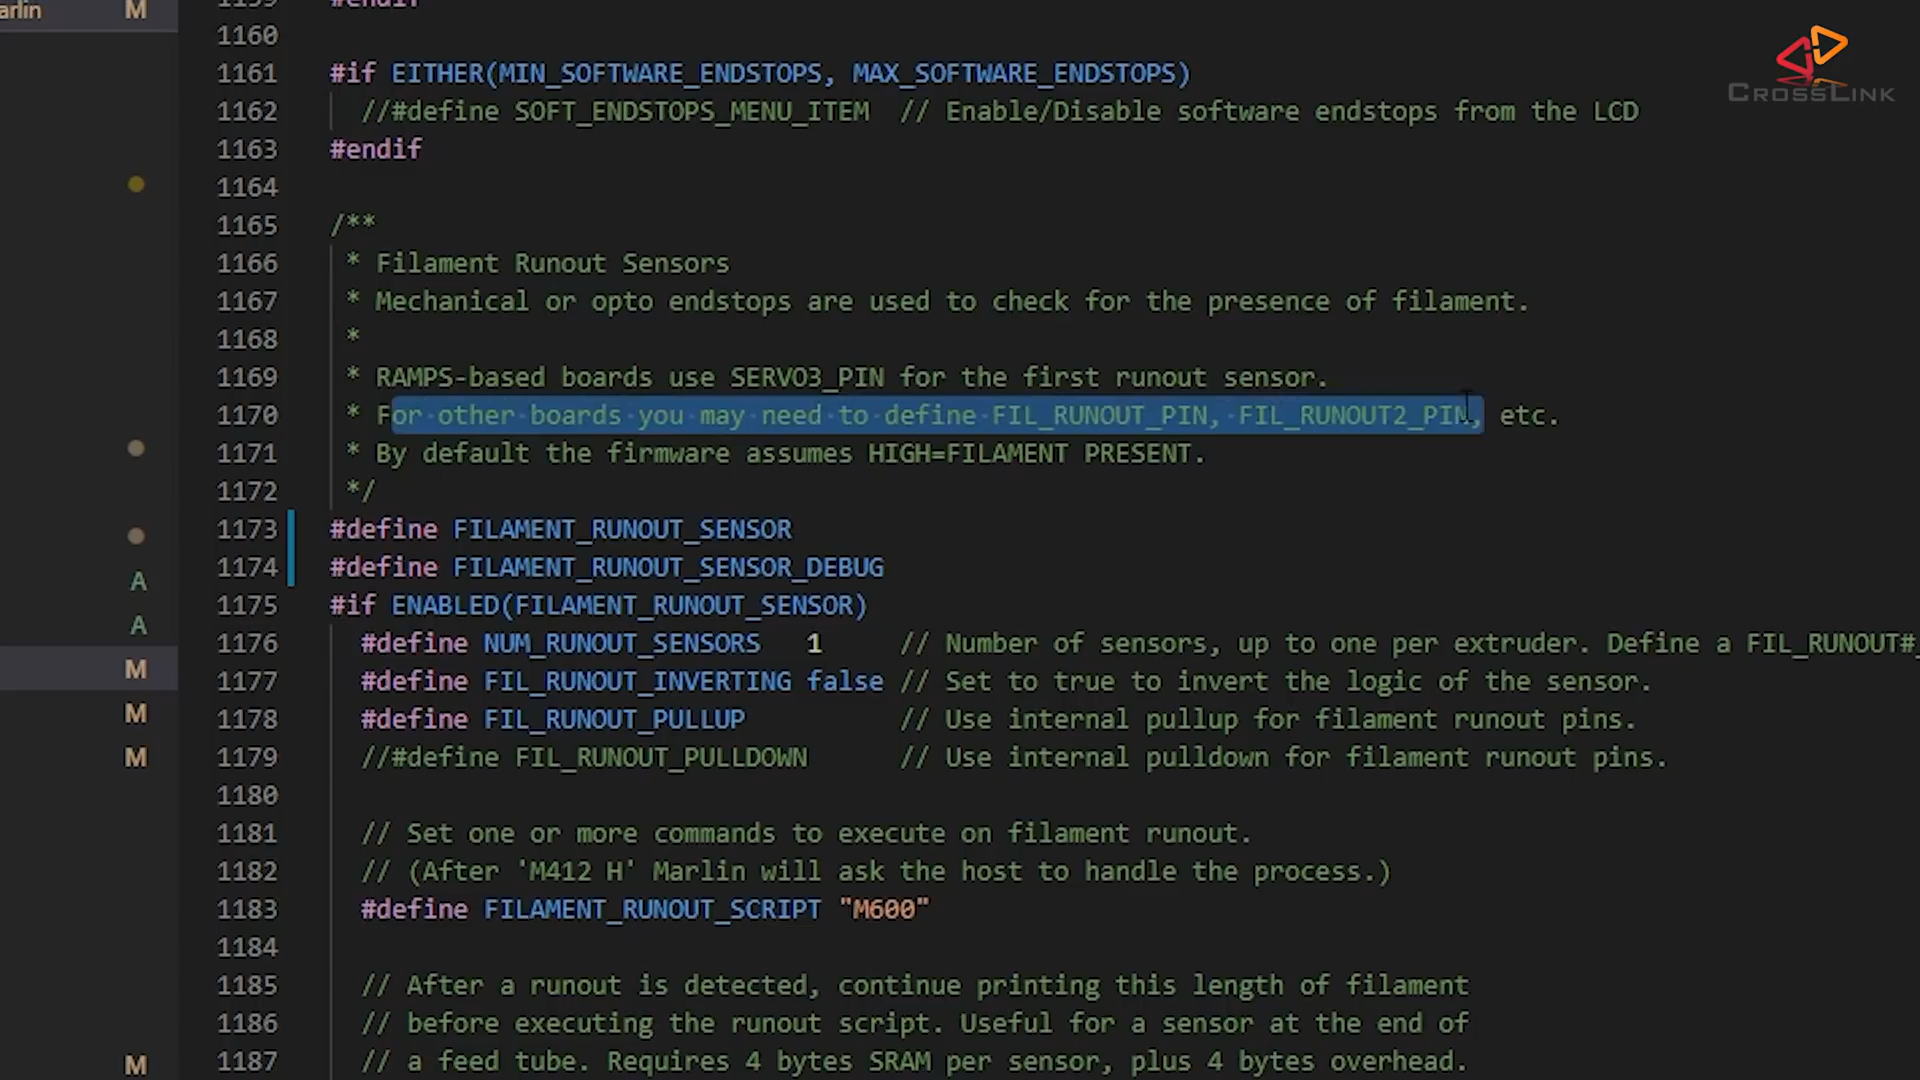 arlin M
1159 #endif
1160
1161 #if EITHER(MIN_SOFTWARE_ENDSTOPS, MAX_SOFTWARE_ENDSTOPS)
1162 //#define SOFT_ENDSTOPS_MENU_ITEM // Enable/Disable software endstops from the LCD
1163 #endif
1164
1165 /**
1166 * Filament Runout Sensors
1167 * Mechanical or opto endstops are used to check for the presence of filament.
1168 *
1169 * RAMPS-based boards use SERVO3_PIN for the first runout sensor.
1170 * For other boards you may need to define FIL_RUNOUT_PIN, FIL_RUNOUT2_PIN, etc.
1171 * By default the firmware assumes HIGH=FILAMENT PRESENT.
1172 */
1173 #define FILAMENT_RUNOUT_SENSOR
1174 #define FILAMENT_RUNOUT_SENSOR_DEBUG
A
1175 #if ENABLED(FILAMENT_RUNOUT_SENSOR)
A
1176 #define NUM_RUNOUT_SENSORS 1 // Number of sensors, up to one per extruder. Define a FIL_RUNOUT#_
M
1177 #define FIL_RUNOUT_INVERTING false // Set to true to invert the logic of the sensor.
M
1178 #define FIL_RUNOUT_PULLUP // Use internal pullup for filament runout pins.
M
1179 //#define FIL_RUNOUT_PULLDOWN // Use internal pulldown for filament runout pins.
1180
1181 // Set one or more commands to execute on filament runout.
1182 // (After 'M412 H' Marlin will ask the host to handle the process.)
1183 #define FILAMENT_RUNOUT_SCRIPT "M600"
1184
1185 // After a runout is detected, continue printing this length of filament
1186 // before executing the runout script. Useful for a sensor at the end of
M
1187 // a feed tube. Requires 4 bytes SRAM per sensor, plus 4 bytes overhead.
CROSSLINK